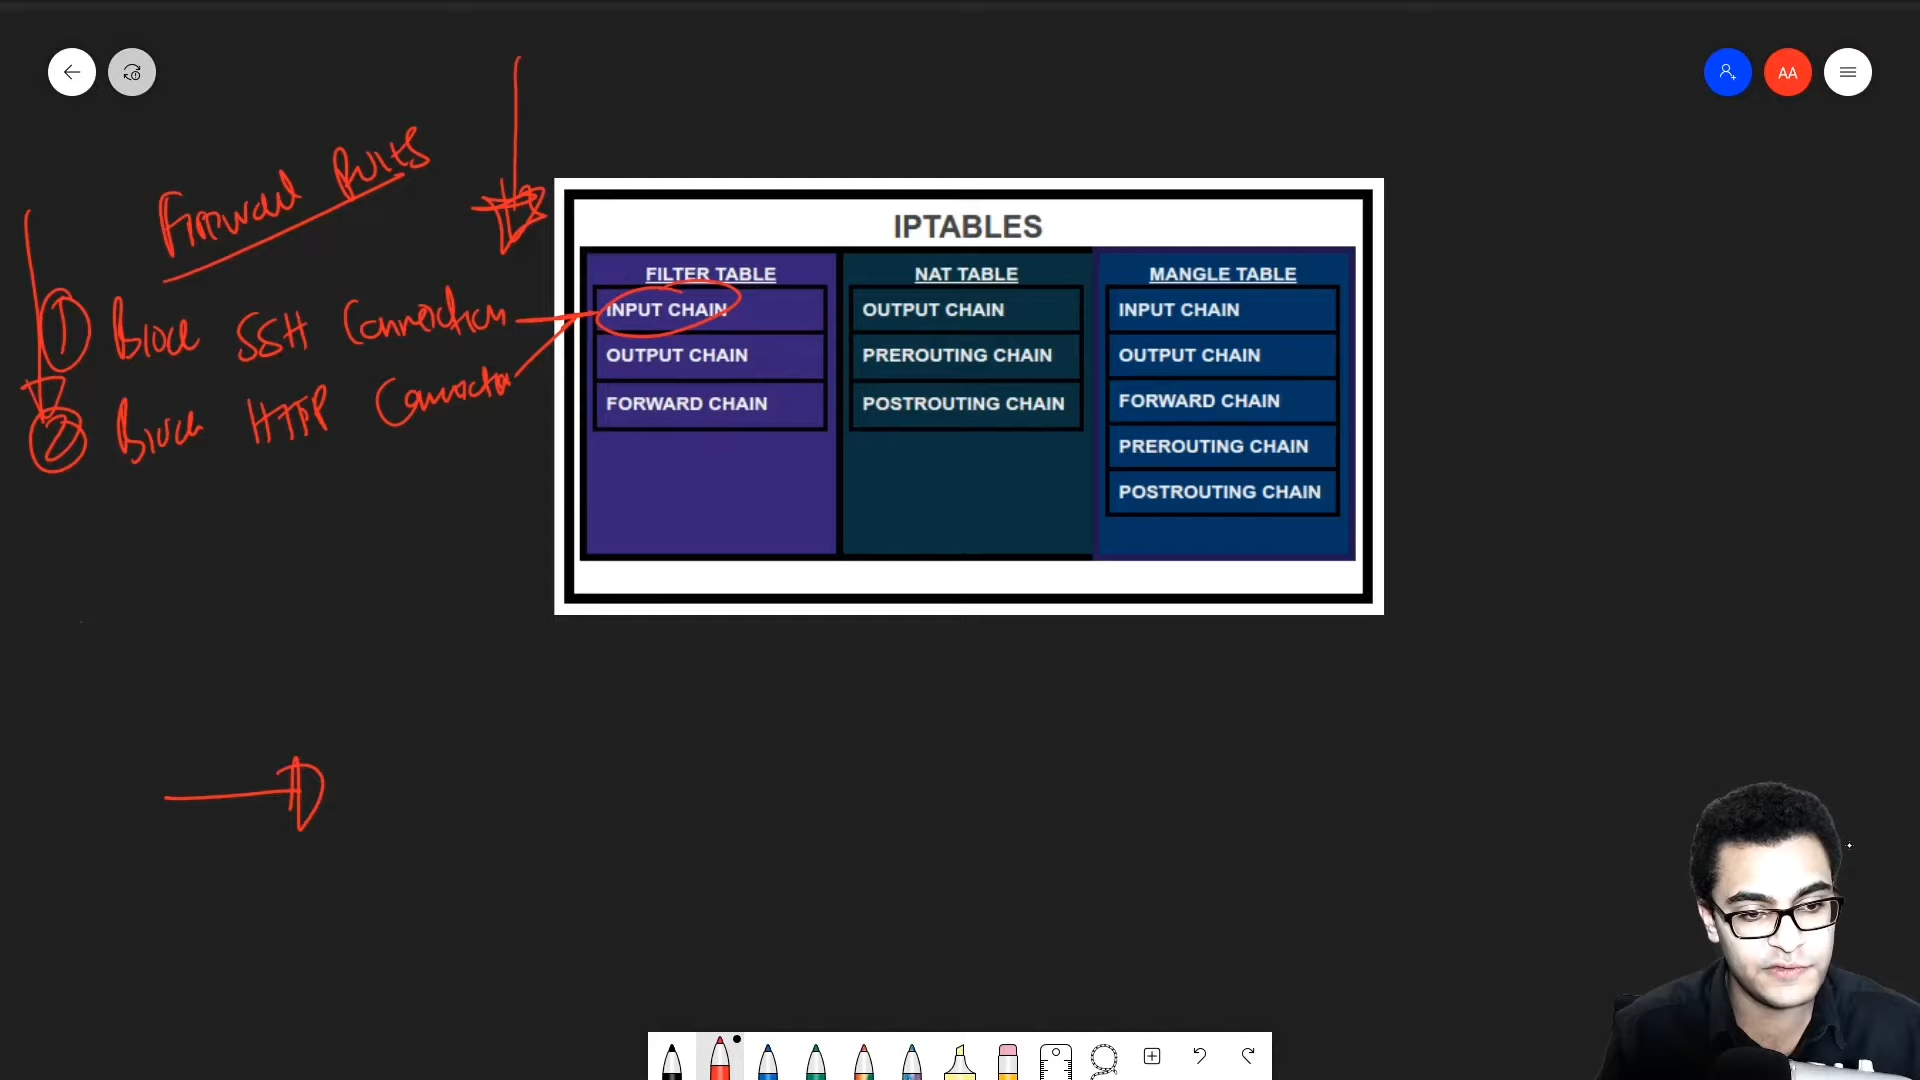 AA
Firewall Rules
① Block SSH Connection
② Block HTTP Connection
IPTABLES
FILTER TABLE
INPUT CHAIN
OUTPUT CHAIN
FORWARD CHAIN
NAT TABLE
OUTPUT CHAIN
PREROUTING CHAIN
POSTROUTING CHAIN
MANGLE TABLE
INPUT CHAIN
OUTPUT CHAIN
FORWARD CHAIN
PREROUTING CHAIN
POSTROUTING CHAIN